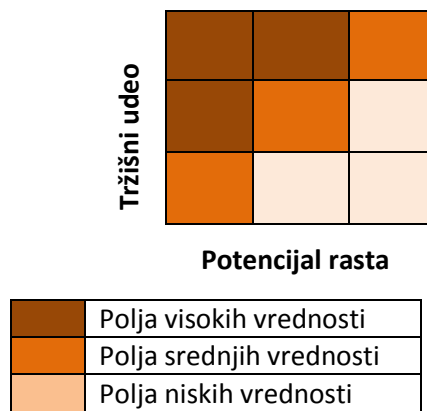 Tržišni udeo
Potencijal rasta
Polja visokih vrednosti
Polja srednjih vrednosti
Polja niskih vrednosti